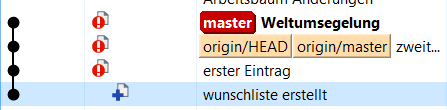 Arbeitsbaum Änderungen
master Weltumsegelung
origin/HEAD origin/master zweit...
erster Eintrag
wunschliste erstellt